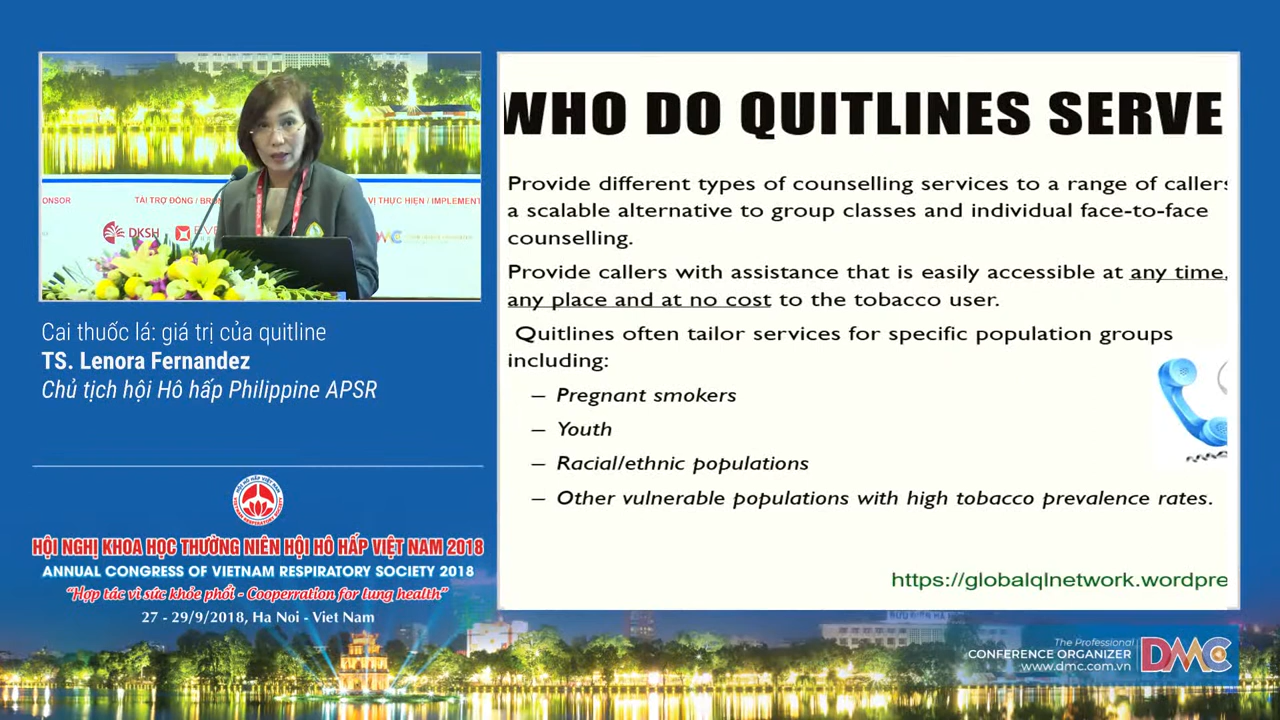 WHO DO QUITLINES SERVE
Provide different types of counselling services to a range of callers
a scalable alternative to group classes and individual face-to-face
counselling.
Provide callers with assistance that is easily accessible at any time,
any place and at no cost to the tobacco user.
Quitlines often tailor services for specific population groups
including:
– Pregnant smokers
– Youth
– Racial/ethnic populations
– Other vulnerable populations with high tobacco prevalence rates.
https://globalqlnetwork.wordpre
TÀI TRỢ ĐỒNG / BRON
VỊ THỰC HIỆN / IMPLEMENT
DKSH
Cai thuốc lá: giá trị của quitline
TS. Lenora Fernandez
Chủ tịch hội Hô hấp Philippine APSR
HỘI HÔ HẤP VIỆT NAM
HỘI NGHỊ KHOA HỌC THƯỜNG NIÊN HỘI HÔ HẤP VIỆT NAM 2018
ANNUAL CONGRESS OF VIETNAM RESPIRATORY SOCIETY 2018
“Hợp tác vì sức khỏe phổi - Cooperration for lung health”
27 - 29/9/2018, Ha Noi - Viet Nam
The Professional
CONFERENCE ORGANIZER
www.dmc.com.vn
DMC